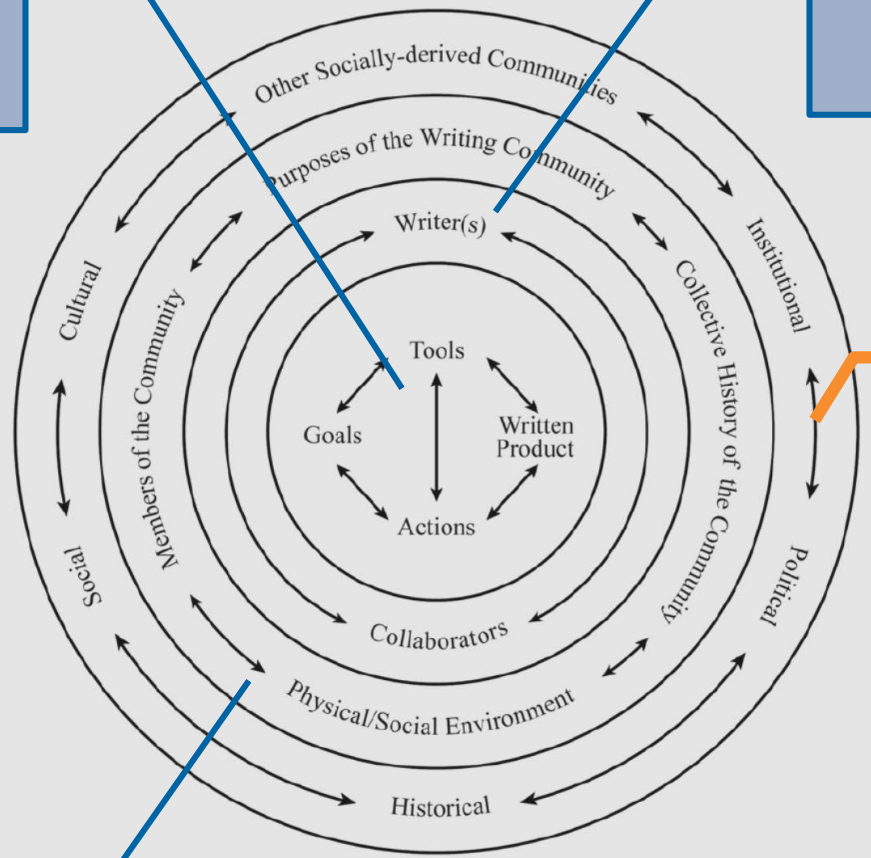 Other Socially-derived Communities
Purposes of the Writing Community
Writer(s)
Institutional
Cultural
Collective History of the Community
Members of the Community
Tools
Goals
Written
Product
Actions
Social
Political
Collaborators
Physical/Social Environment
Historical